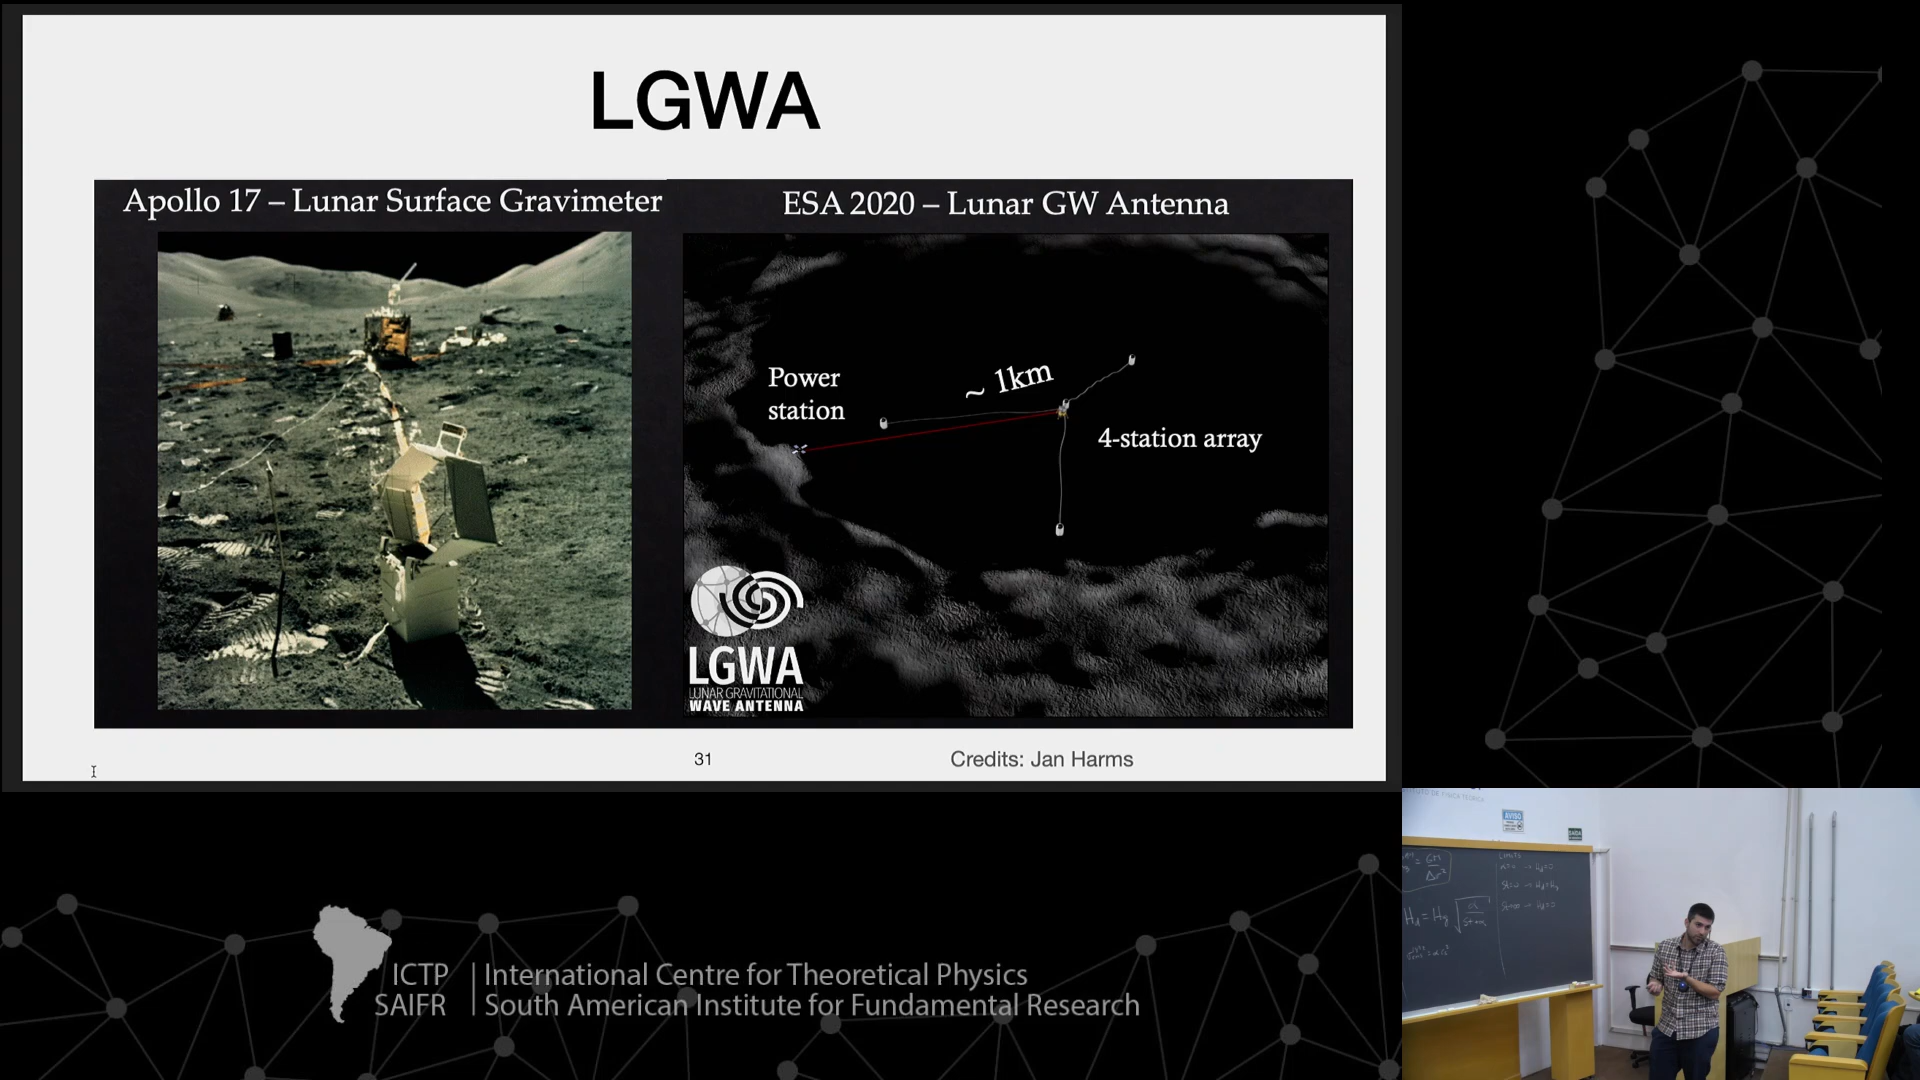 LGWA
Apollo 17 – Lunar Surface Gravimeter
ESA 2020 – Lunar GW Antenna
Power
station
~ 1km
4-station array
LGWA
LUNAR GRAVITATIONAL
WAVE ANTENNA
31
Credits: Jan Harms
ICTP
SAIFR
International Centre for Theoretical Physics
South American Institute for Fundamental Research
AVISO
LIMITS